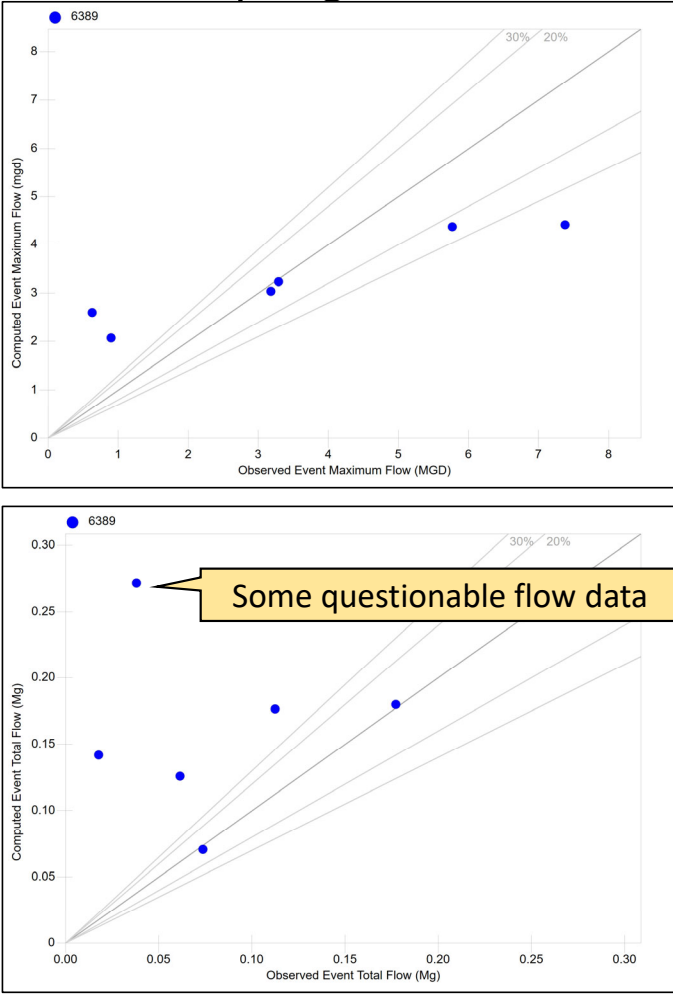 6389
30% 20%
8
7
6
5
4
3
2
1
0
Computed Event Maximum Flow (mgd)
0 1 2 3 4 5 6 7 8
Observed Event Maximum Flow (MGD)
6389
30% 20%
Some questionable flow data
0.30
0.25
0.20
0.15
0.10
0.05
0
Computed Event Total Flow (Mg)
0.00 0.05 0.10 0.15 0.20 0.25 0.30
Observed Event Total Flow (Mg)